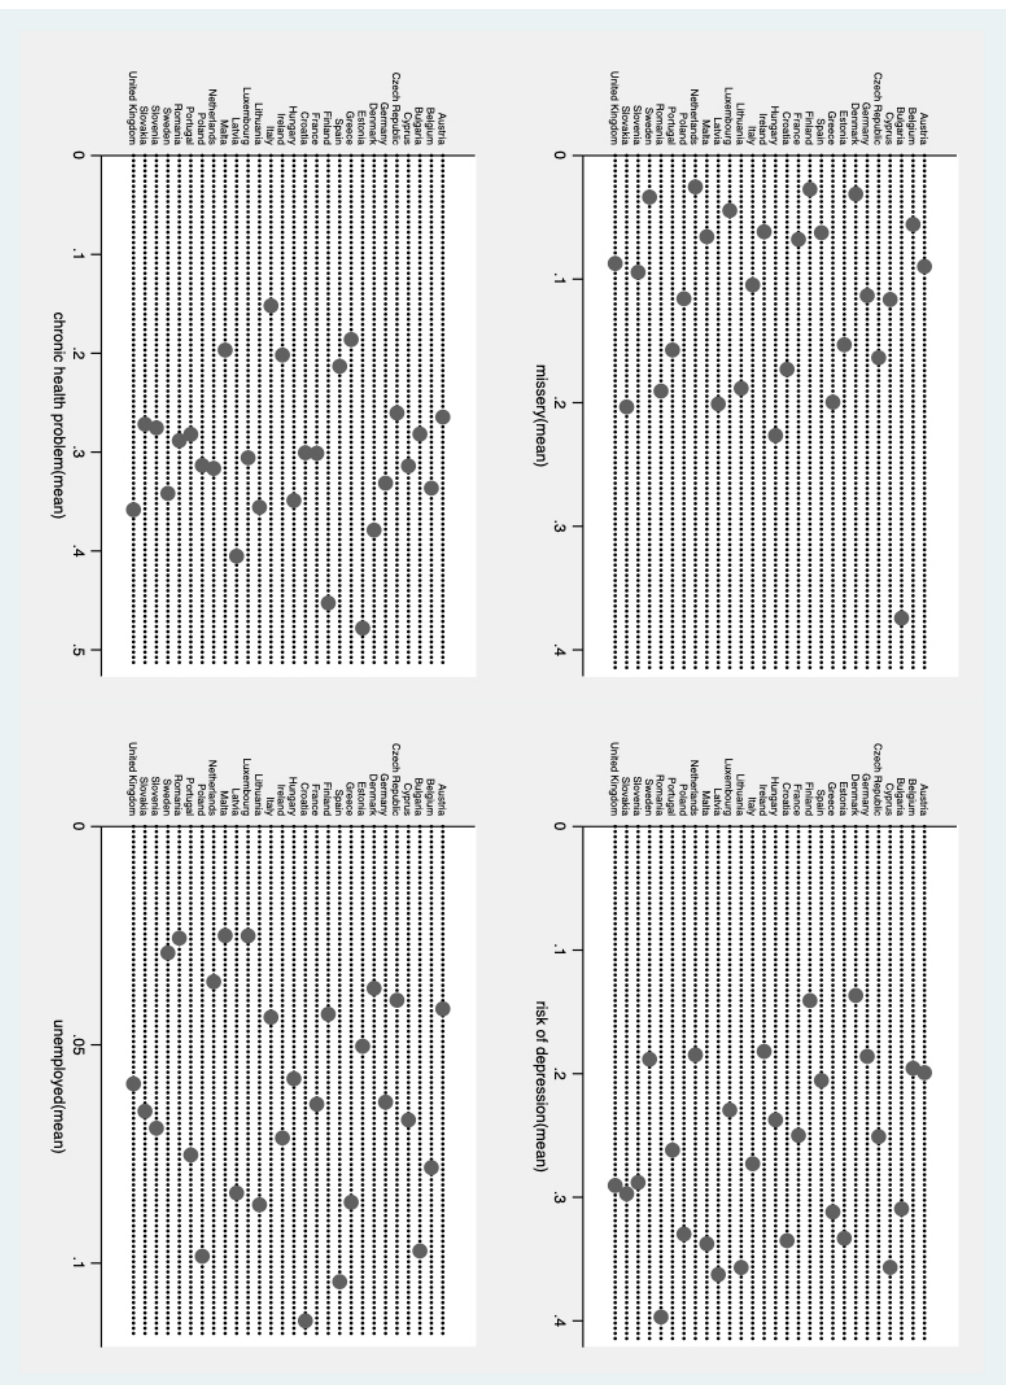 Austria
Belgium
Bulgaria
Cyprus
Czech Republic
Germany
Denmark
Estonia
Greece
Spain
Finland
France
Croatia
Hungary
Ireland
Italy
Lithuania
Luxembourg
Latvia
Malta
Netherlands
Poland
Portugal
Romania
Sweden
Slovenia
Slovakia
United Kingdom
0 .1 .2 .3 .4
missery(mean)
Austria
Belgium
Bulgaria
Cyprus
Czech Republic
Germany
Denmark
Estonia
Greece
Spain
Finland
France
Croatia
Hungary
Ireland
Italy
Lithuania
Luxembourg
Latvia
Malta
Netherlands
Poland
Portugal
Romania
Sweden
Slovenia
Slovakia
United Kingdom
0 .1 .2 .3 .4
risk of depression(mean)
Austria
Belgium
Bulgaria
Cyprus
Czech Republic
Germany
Denmark
Estonia
Greece
Spain
Finland
France
Croatia
Hungary
Ireland
Italy
Lithuania
Luxembourg
Latvia
Malta
Netherlands
Poland
Portugal
Romania
Sweden
Slovenia
Slovakia
United Kingdom
0 .1 .2 .3 .4 .5
chronic health problem(mean)
Austria
Belgium
Bulgaria
Cyprus
Czech Republic
Germany
Denmark
Estonia
Greece
Spain
Finland
France
Croatia
Hungary
Ireland
Italy
Lithuania
Luxembourg
Latvia
Malta
Netherlands
Poland
Portugal
Romania
Sweden
Slovenia
Slovakia
United Kingdom
0 .05 .1
unemployed(mean)